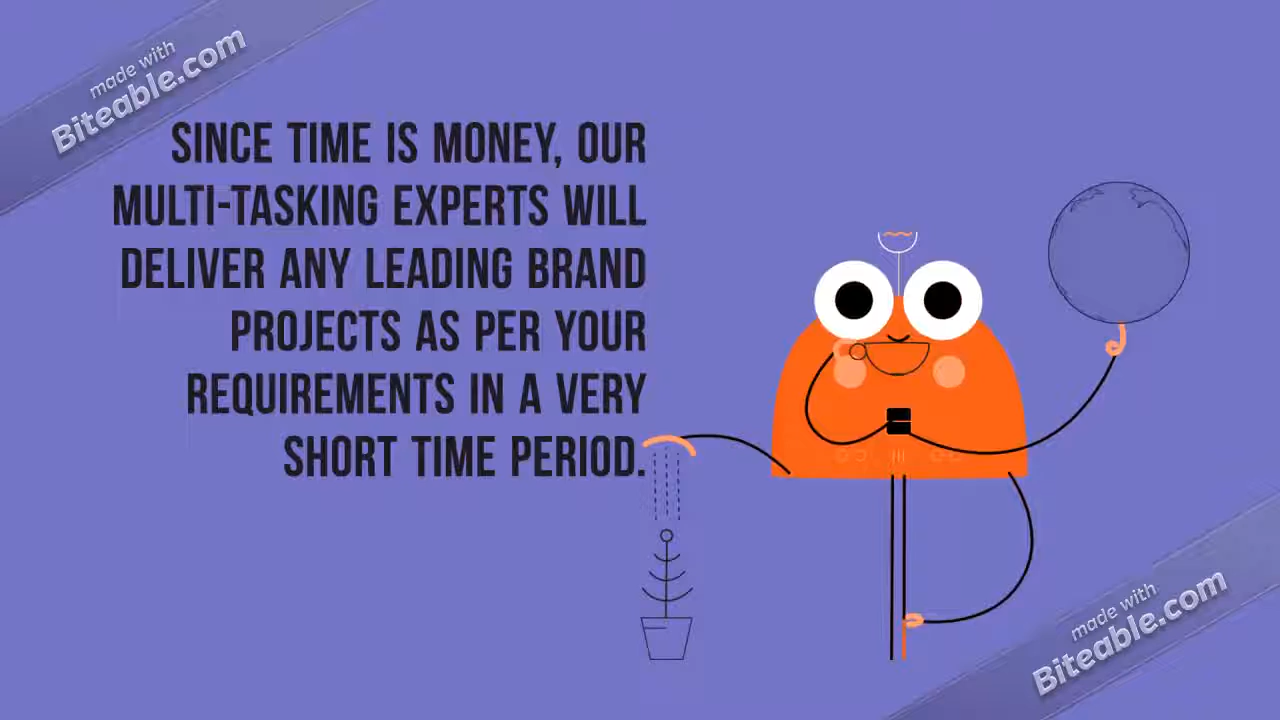 made with
Biteable.com
SINCE TIME IS MONEY, OUR
MULTI-TASKING EXPERTS WILL
DELIVER ANY LEADING BRAND
PROJECTS AS PER YOUR
REQUIREMENTS IN A VERY
SHORT TIME PERIOD.
made with
Biteable.com